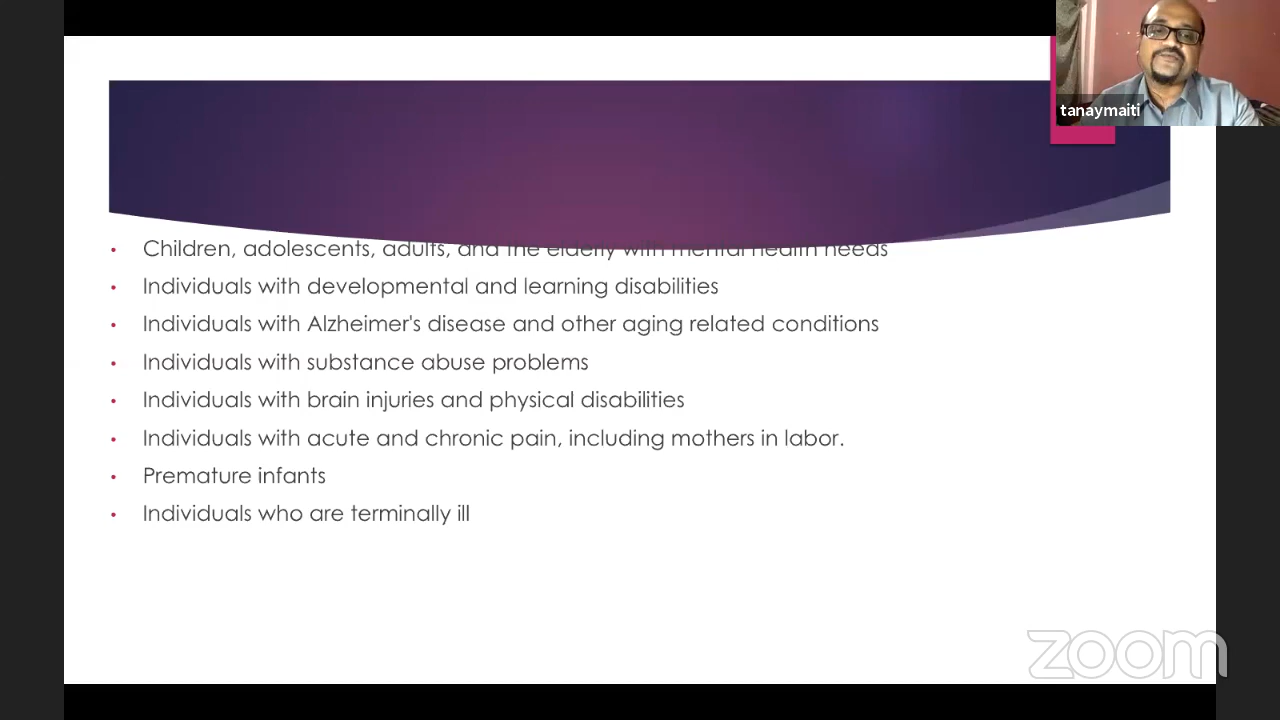 tanaymaiti
• Children, adolescents, adults, and the elderly with mental health needs
• Individuals with developmental and learning disabilities
• Individuals with Alzheimer's disease and other aging related conditions
• Individuals with substance abuse problems
• Individuals with brain injuries and physical disabilities
• Individuals with acute and chronic pain, including mothers in labor.
• Premature infants
• Individuals who are terminally ill
zoom